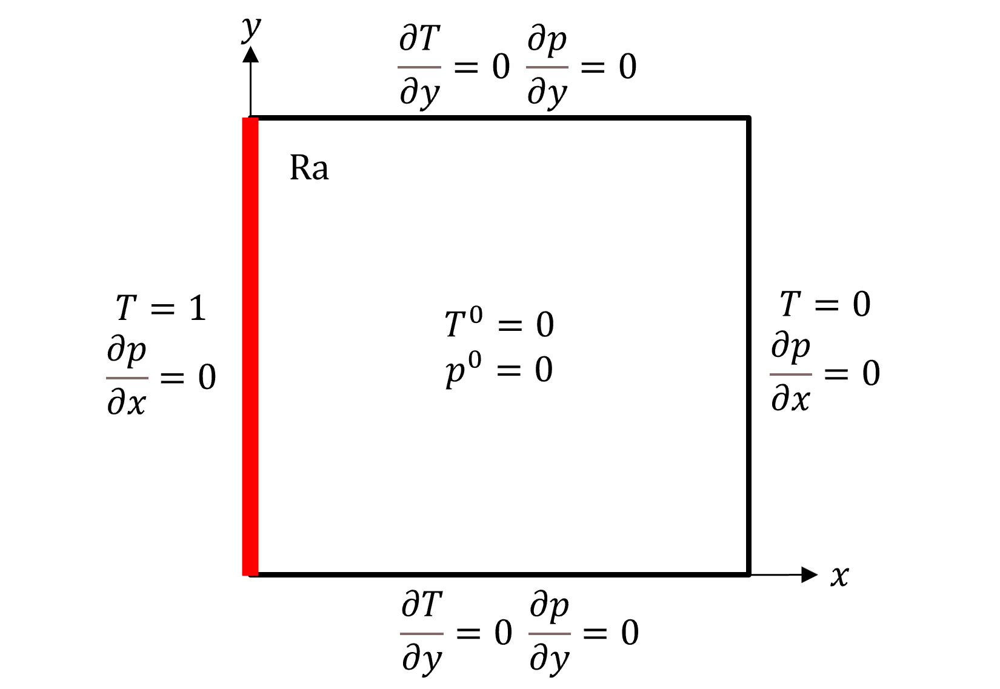 y
∂T/∂y = 0 ∂p/∂y = 0
Ra
T = 1
∂p/∂x = 0
T⁰ = 0
p⁰ = 0
T = 0
∂p/∂x = 0
x
∂T/∂y = 0 ∂p/∂y = 0